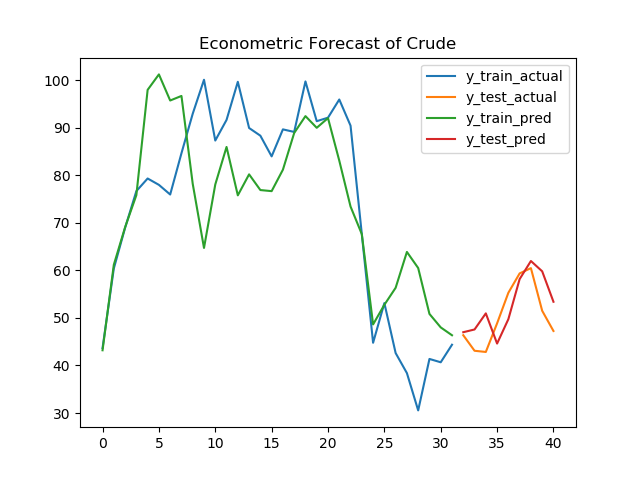 Econometric Forecast of Crude
y_train_actual
y_test_actual
y_train_pred
y_test_pred
100
90
80
70
60
50
40
30
0 5 10 15 20 25 30 35 40